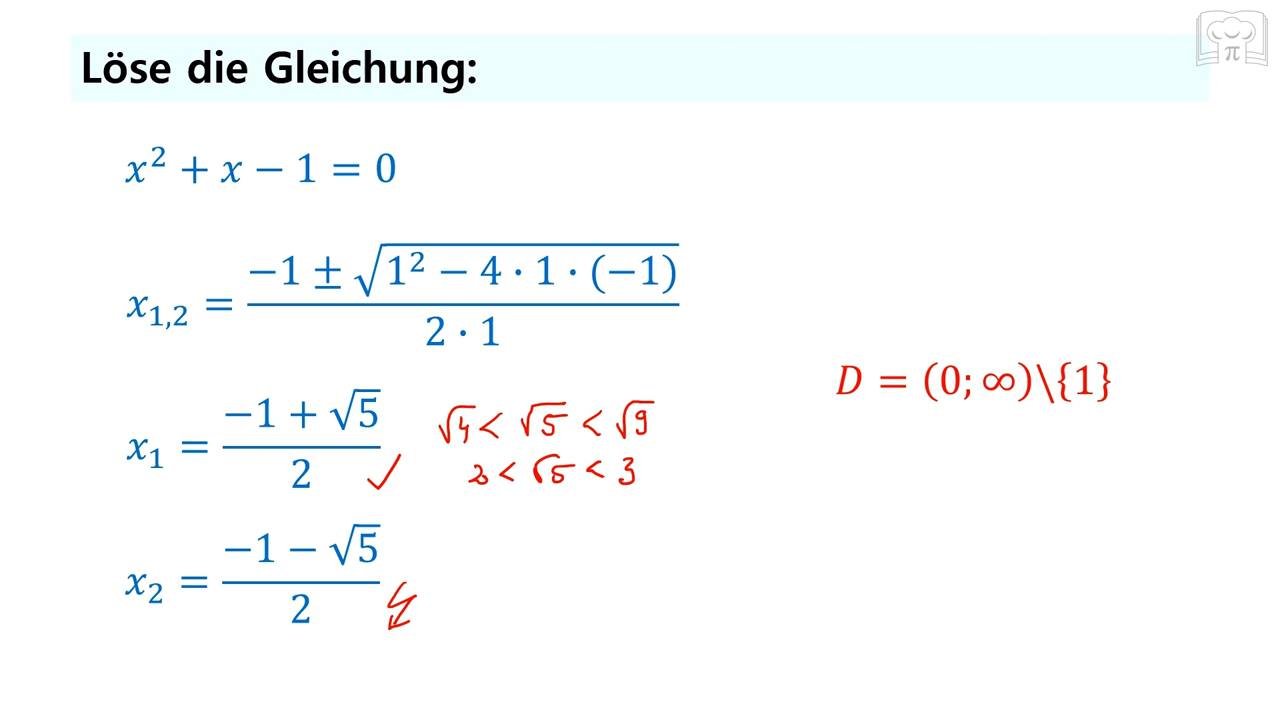 Löse die Gleichung:
x² + x − 1 = 0
x₁,₂ = (−1 ± √(1² − 4 · 1 · (−1))) / (2 · 1)
D = (0; ∞)\{1}
x₁ = (−1 + √5) / 2 ✓
√4 < √5 < √9
2 < √5 < 3
x₂ = (−1 − √5) / 2 ↯
π